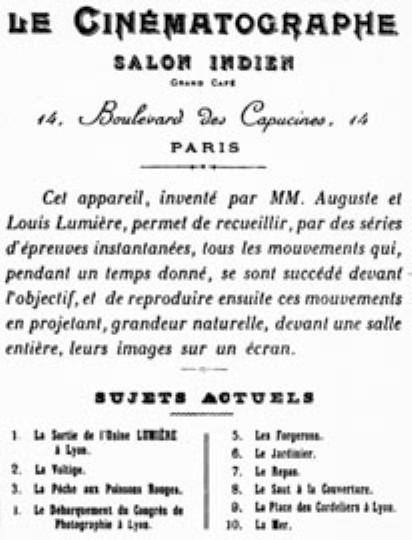 LE CINÉMATOGRAPHE
SALON INDIEN
GRAND CAFÉ
14, Boulevard des Capucines, 14
PARIS
Cet appareil, inventé par MM. Auguste et
Louis Lumière, permet de recueillir, par des séries
d'épreuves instantanées, tous les mouvements qui,
pendant un temps donné, se sont succédé devant
l'objectif, et de reproduire ensuite ces mouvements
en projetant, grandeur naturelle, devant une salle
entière, leurs images sur un écran.
SUJETS ACTUELS
1. La Sortie de l'Usine LUMIÈRE
à Lyon.
2. La Voltige.
3. La Pêche aux Poissons Rouges.
4. Le Débarquement du Congrès de
Photographie à Lyon.
5. Les Forgerons.
6. Le Jardinier.
7. Le Repas.
8. Le Saut à la Couverture.
9. La Place des Cordeliers à Lyon.
10. La Mer.